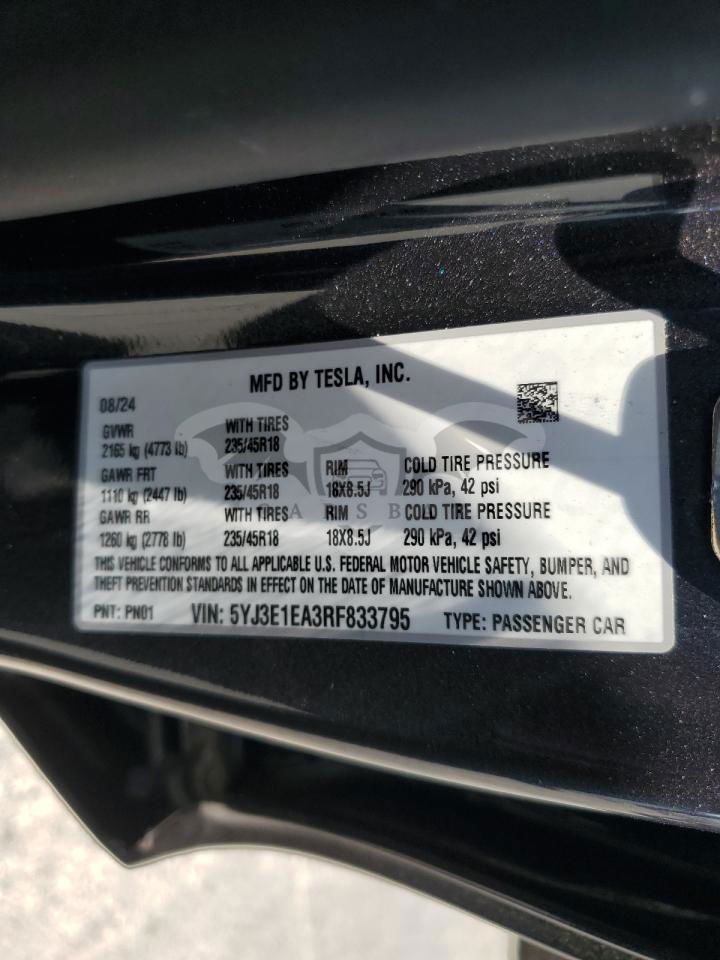 MFD BY TESLA, INC.
08/24
GVWR WITH TIRES
2165 kg (4773 lb) 235/45R18
GAWR FRT WITH TIRES RIM COLD TIRE PRESSURE
1110 kg (2447 lb) 235/45R18 18X8.5J 290 kPa, 42 psi
GAWR RR WITH TIRES RIM COLD TIRE PRESSURE
1260 kg (2778 lb) 235/45R18 18X8.5J 290 kPa, 42 psi
THIS VEHICLE CONFORMS TO ALL APPLICABLE U.S. FEDERAL MOTOR VEHICLE SAFETY, BUMPER, AND
THEFT PREVENTION STANDARDS IN EFFECT ON THE DATE OF MANUFACTURE SHOWN ABOVE.
PNT: PN01 VIN: 5YJ3E1EA3RF833795 TYPE: PASSENGER CAR